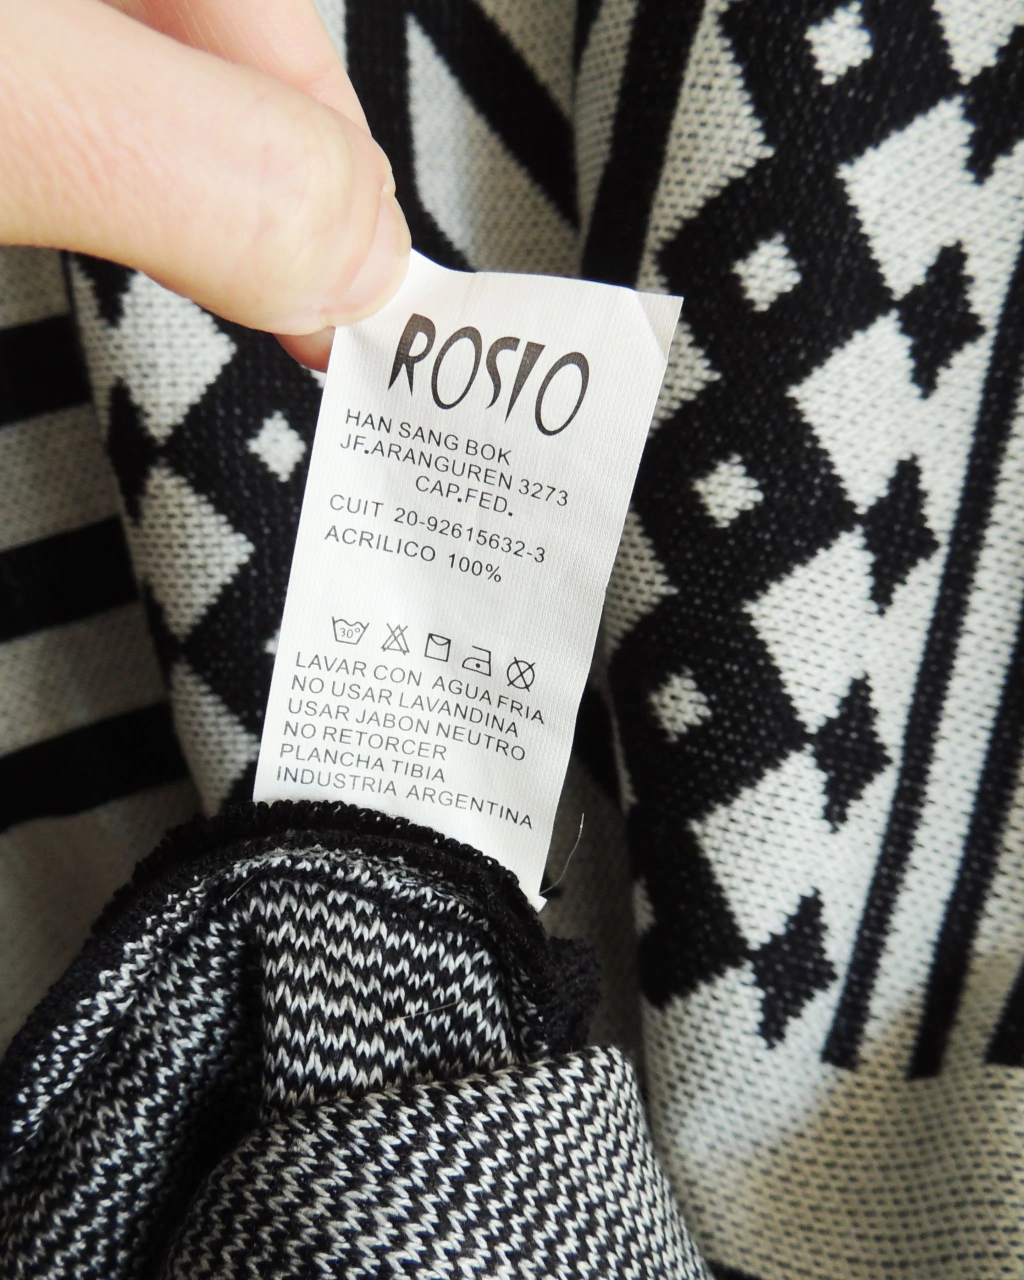 ROSIO
HAN SANG BOK
JF.ARANGUREN 3273
CAP.FED.
CUIT 20-92615632-3
ACRILICO 100%
30°
LAVAR CON AGUA FRIA
NO USAR LAVANDINA
USAR JABON NEUTRO
NO RETORCER
PLANCHA TIBIA
INDUSTRIA ARGENTINA